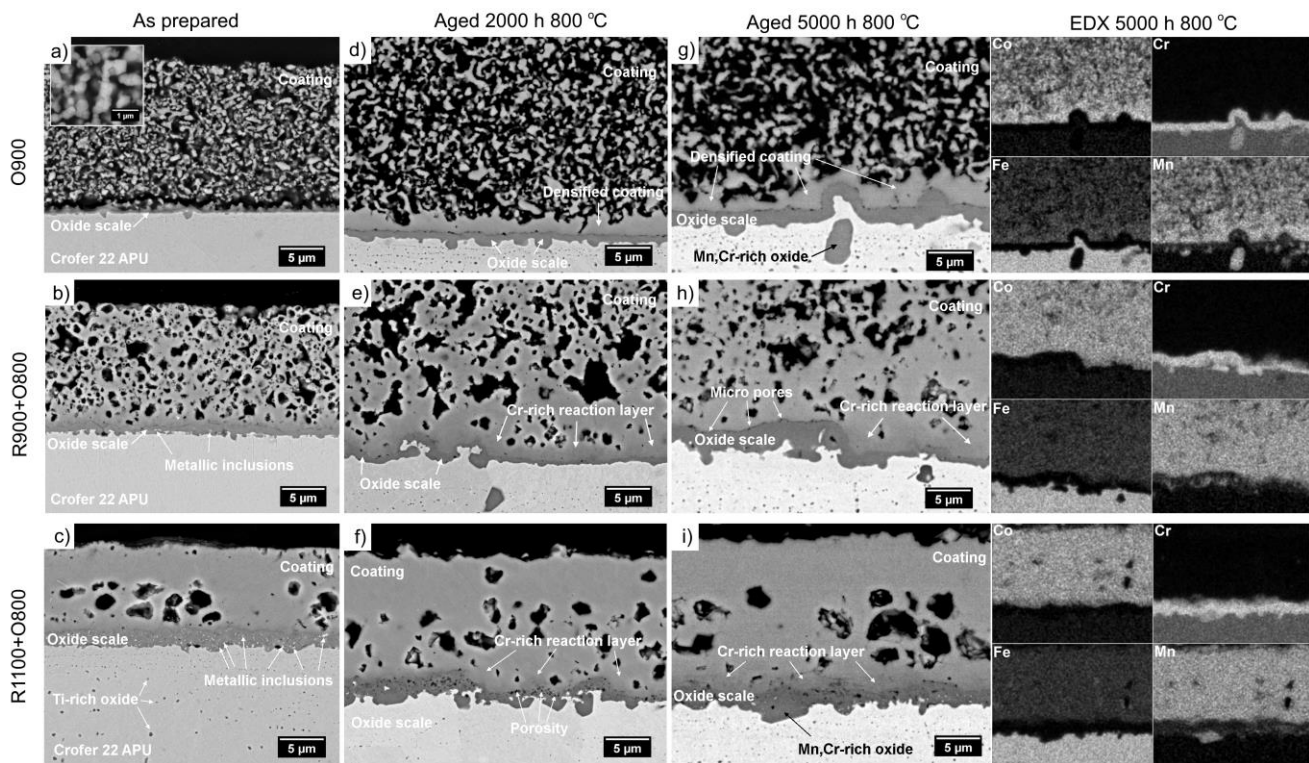 As prepared
Aged 2000 h 800 °C
Aged 5000 h 800 °C
EDX 5000 h 800 °C
O900
a)
1 µm
Coating
Oxide scale
Crofer 22 APU
5 µm
d)
Coating
Densified coating
Oxide scale
5 µm
g)
Coating
Densified coating
Oxide scale
Mn,Cr-rich oxide
5 µm
Co
Cr
Fe
Mn
R900+O800
b)
Coating
Oxide scale
Metallic inclusions
Crofer 22 APU
5 µm
e)
Coating
Cr-rich reaction layer
Oxide scale
5 µm
h)
Coating
Micro pores
Cr-rich reaction layer
Oxide scale
5 µm
Co
Cr
Fe
Mn
R1100+O800
c)
Coating
Oxide scale
Metallic inclusions
Ti-rich oxide
Crofer 22 APU
5 µm
f)
Coating
Cr-rich reaction layer
Oxide scale
Porosity
5 µm
i)
Coating
Cr-rich reaction layer
Oxide scale
Mn,Cr-rich oxide
5 µm
Co
Cr
Fe
Mn